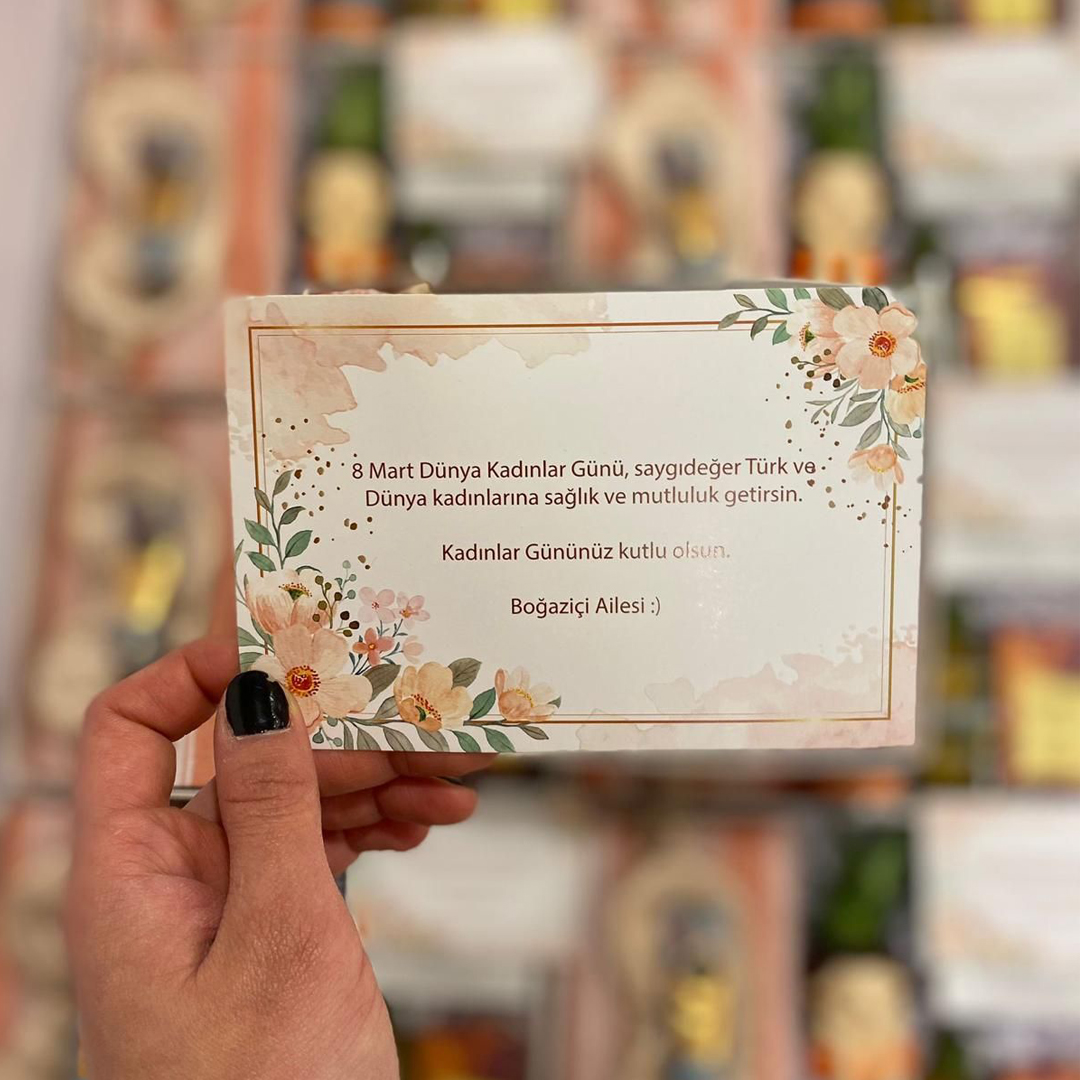 8 Mart Dünya Kadınlar Günü, saygıdeğer Türk ve
Dünya kadınlarına sağlık ve mutluluk getirsin.
Kadınlar Gününüz kutlu olsun.
Boğaziçi Ailesi :)